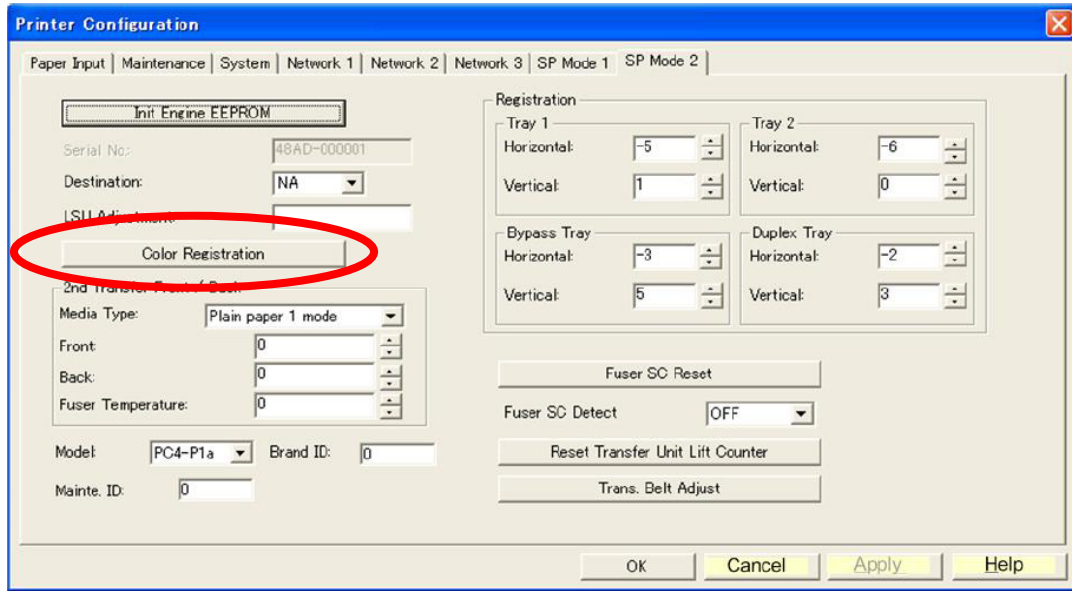 Printer Configuration
Paper Input Maintenance System Network 1 Network 2 Network 3 SP Mode 1 SP Mode 2
Init Engine EEPROM
Serial No.: 48AD-000001
Destination: NA
LSU Adjustment:
Color Registration
2nd Transfer Front / Back
Media Type: Plain paper 1 mode
Front: 0
Back: 0
Fuser Temperature: 0
Model: PC4-P1a Brand ID: 0
Mainte. ID: 0
Registration
Tray 1
Horizontal: -5
Vertical: 1
Tray 2
Horizontal: -6
Vertical: 0
Bypass Tray
Horizontal: -3
Vertical: 5
Duplex Tray
Horizontal: -2
Vertical: 3
Fuser SC Reset
Fuser SC Detect OFF
Reset Transfer Unit Lift Counter
Trans. Belt Adjust
OK Cancel Apply Help